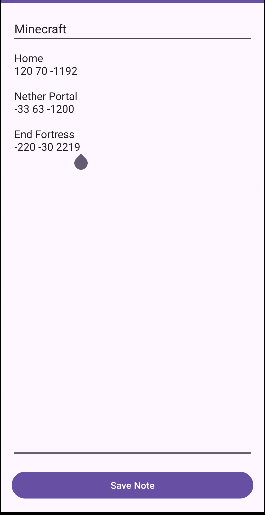 Minecraft
Home
120 70 -1192
Nether Portal
-33 63 -1200
End Fortress
-220 -30 2219
Save Note